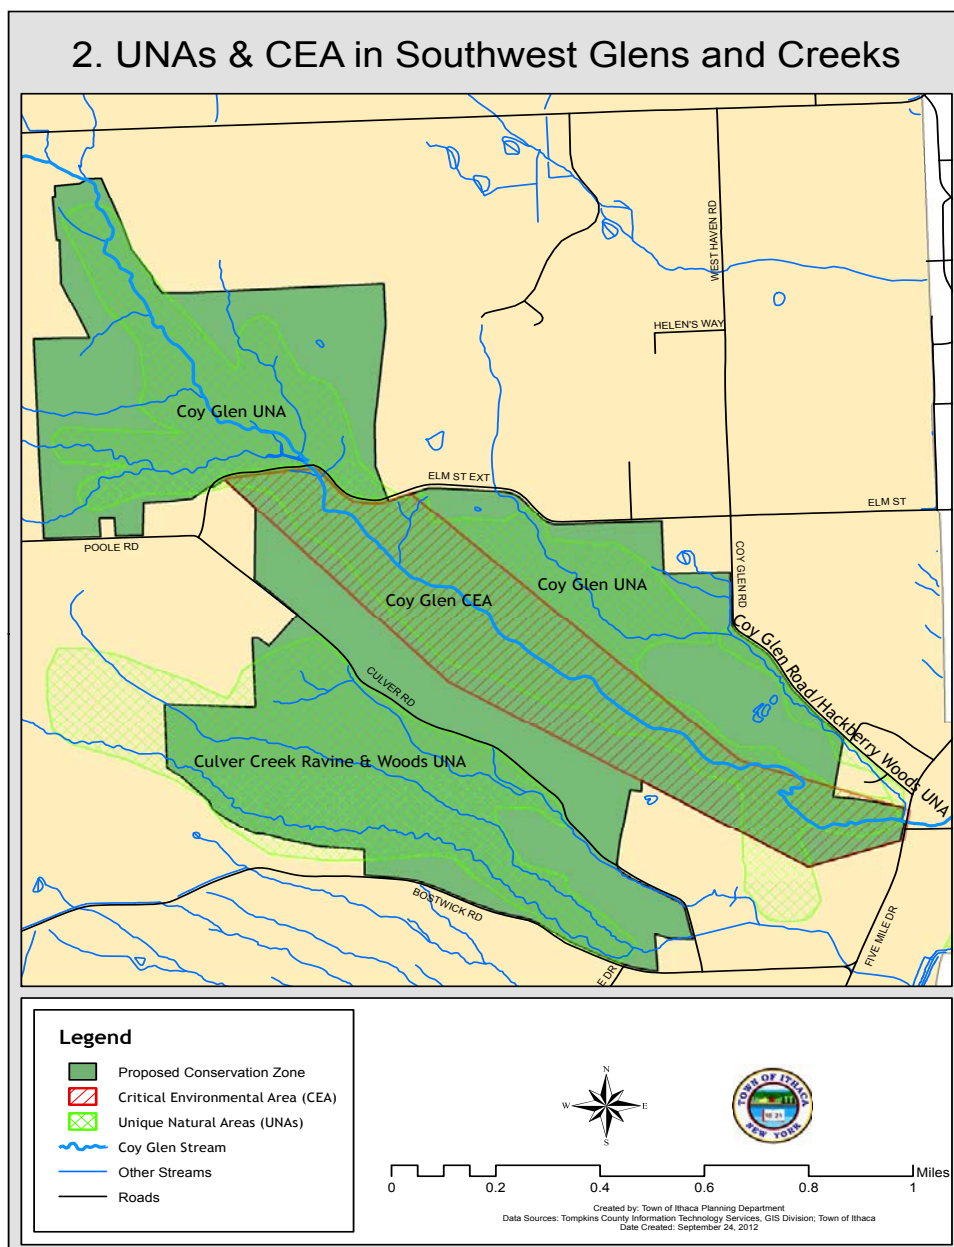 2. UNAs & CEA in Southwest Glens and Creeks
WEST HAVEN RD
HELEN'S WAY
Coy Glen UNA
ELM ST EXT
ELM ST
POOLE RD
COY GLEN RD
Coy Glen UNA
Coy Glen CEA
Coy Glen Road/Hackberry Woods UNA
CULVER RD
Culver Creek Ravine & Woods UNA
BOSTWICK RD
FIVE MILE DR
E DR
Legend
Proposed Conservation Zone
Critical Environmental Area (CEA)
Unique Natural Areas (UNAs)
Coy Glen Stream
Other Streams
Roads
N
W
E
S
TOWN OF ITHACA
18 21
NEW YORK
0 0.2 0.4 0.6 0.8 1 Miles
Created by: Town of Ithaca Planning Department
Data Sources: Tompkins County Information Technology Services, GIS Division; Town of Ithaca
Date Created: September 24, 2012